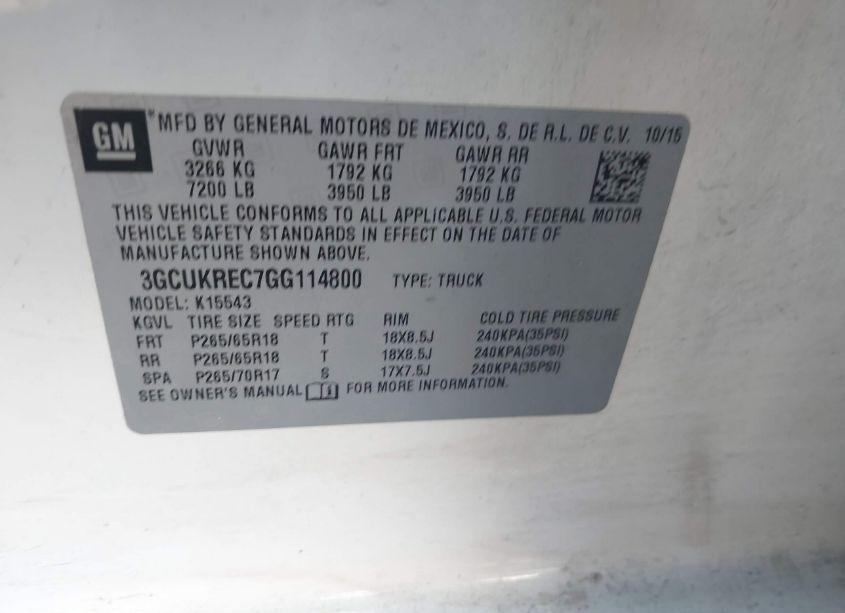 GM
*MFD BY GENERAL MOTORS DE MEXICO, S. DE R.L. DE C.V. 10/15
GVWR GAWR FRT GAWR RR
3266 KG 1792 KG 1792 KG
7200 LB 3950 LB 3950 LB
THIS VEHICLE CONFORMS TO ALL APPLICABLE U.S. FEDERAL MOTOR
VEHICLE SAFETY STANDARDS IN EFFECT ON THE DATE OF
MANUFACTURE SHOWN ABOVE.
3GCUKREC7GG114800 TYPE: TRUCK
MODEL: K15543
KGVL TIRE SIZE SPEED RTG RIM COLD TIRE PRESSURE
FRT P265/65R18 T 18X8.5J 240KPA(35PSI)
RR P265/65R18 T 18X8.5J 240KPA(35PSI)
SPA P265/70R17 S 17X7.5J 240KPA(35PSI)
SEE OWNER'S MANUAL FOR MORE INFORMATION.